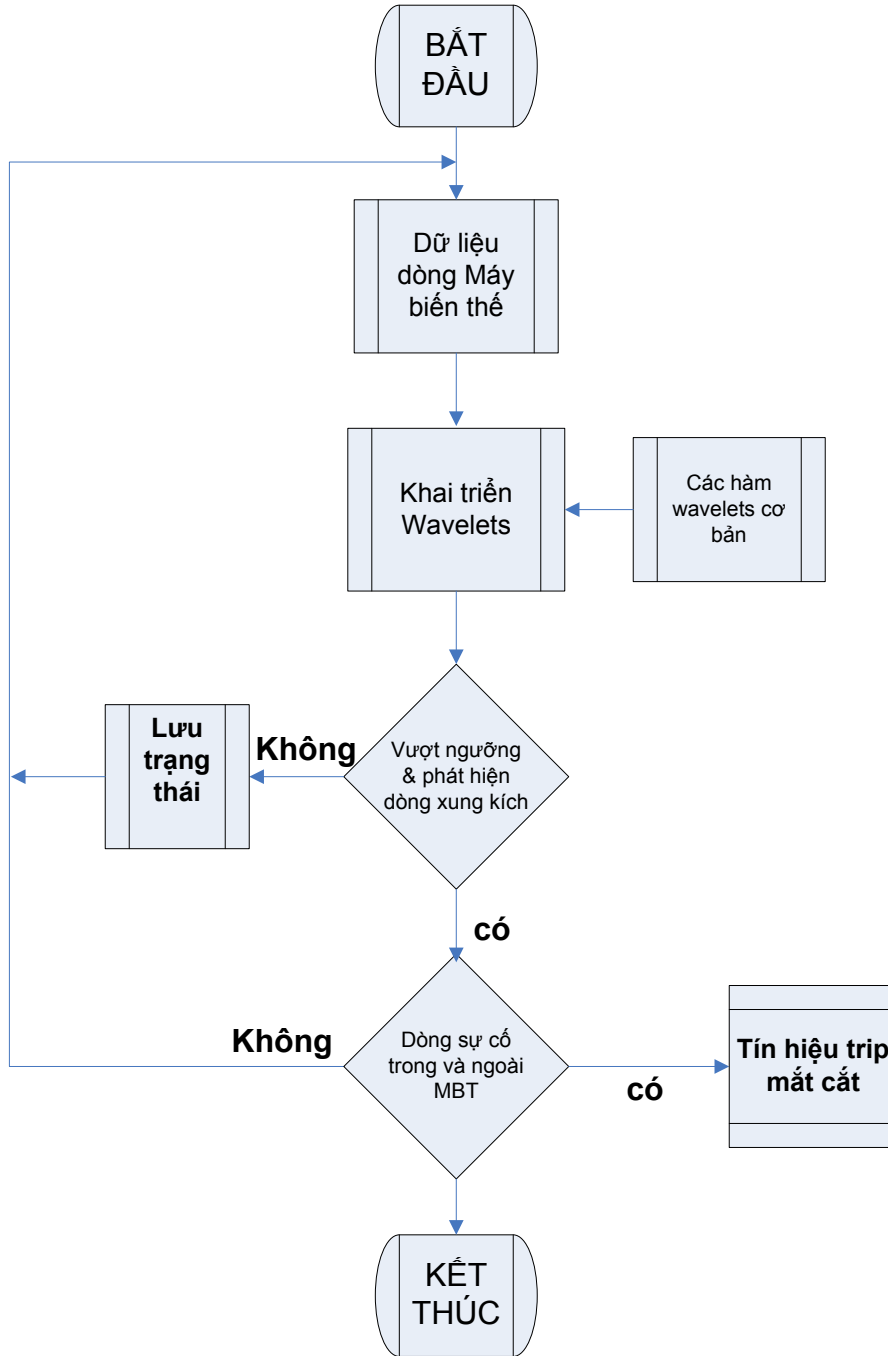 BẮT
ĐẦU
Dữ liệu
dòng Máy
biến thế
Khai triển
Wavelets
Các hàm
wavelets cơ
bản
Lưu
trạng
thái
Không
Vượt ngưỡng
& phát hiện
dòng xung kích
có
Không
Dòng sự cố
trong và ngoài
MBT
có
Tín hiệu trip
mắt cắt
KẾT
THÚC